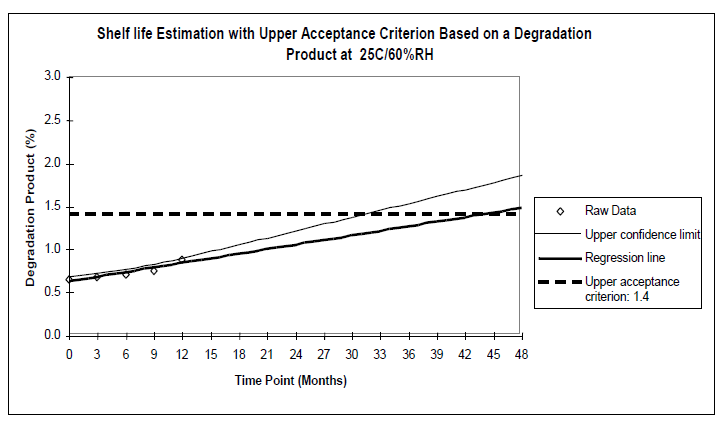 Shelf life Estimation with Upper Acceptance Criterion Based on a Degradation
Product at 25C/60%RH
Degradation Product (%)
3.0
2.5
2.0
1.5
1.0
0.5
0.0
0 3 6 9 12 15 18 21 24 27 30 33 36 39 42 45 48
Time Point (Months)
Raw Data
Upper confidence limit
Regression line
Upper acceptance
criterion: 1.4